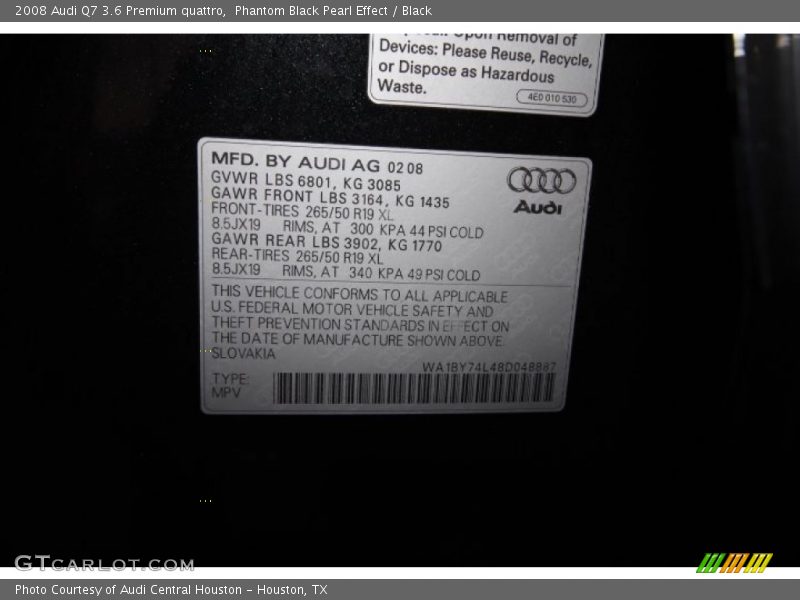 2008 Audi Q7 3.6 Premium quattro,  Phantom Black Pearl Effect / Black
Upon Removal of
Devices: Please Reuse, Recycle,
or Dispose as Hazardous
Waste.
4E0 010 530
MFD. BY AUDI AG 02 08
GVWR LBS 6801, KG 3085
GAWR FRONT LBS 3164, KG 1435
FRONT-TIRES 265/50 R19 XL
8.5JX19 RIMS, AT 300 KPA 44 PSI COLD
GAWR REAR LBS 3902, KG 1770
REAR-TIRES 265/50 R19 XL
8.5JX19 RIMS, AT 340 KPA 49 PSI COLD
Audi
THIS VEHICLE CONFORMS TO ALL APPLICABLE
U.S. FEDERAL MOTOR VEHICLE SAFETY AND
THEFT PREVENTION STANDARDS IN EFFECT ON
THE DATE OF MANUFACTURE SHOWN ABOVE.
SLOVAKIA
WA1BY74L48D048887
TYPE:
MPV
GTCARLOT.COM
Photo Courtesy of Audi Central Houston - Houston, TX